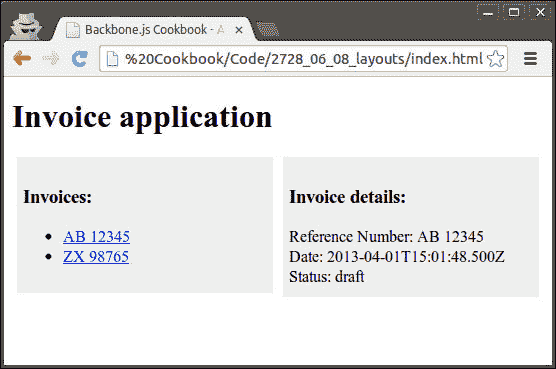 Backbone.js Cookbook - A
%20Cookbook/Code/2728_06_08_layouts/index.html
Invoice application
Invoices:
AB 12345
ZX 98765
Invoice details:
Reference Number: AB 12345
Date: 2013-04-01T15:01:48.500Z
Status: draft